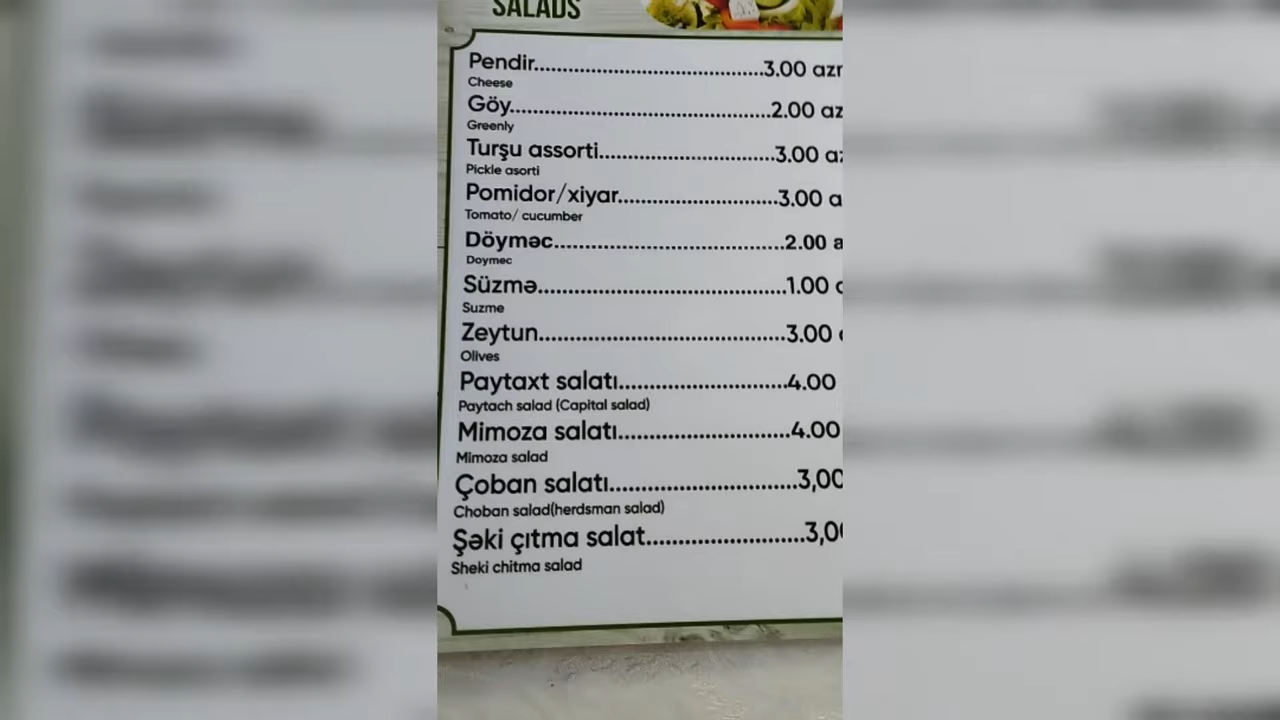 SALADS
Pendir.......................................3.00 azn
Cheese
Göy............................................2.00 az
Greenly
Turşu assorti..............................3.00 a
Pickle asorti
Pomidor/xiyar...........................3.00 a
Tomato/ cucumber
Döyməc.....................................2.00 a
Doymec
Süzmə........................................1.00
Suzme
Zeytun.......................................3.00
Olives
Paytaxt salatı...........................4.00
Paytach salad (Capital salad)
Mimoza salatı...........................4.00
Mimoza salad
Çoban salatı.............................3,00
Choban salad(herdsman salad)
Şəki çıtma salat........................3,00
Sheki chitma salad